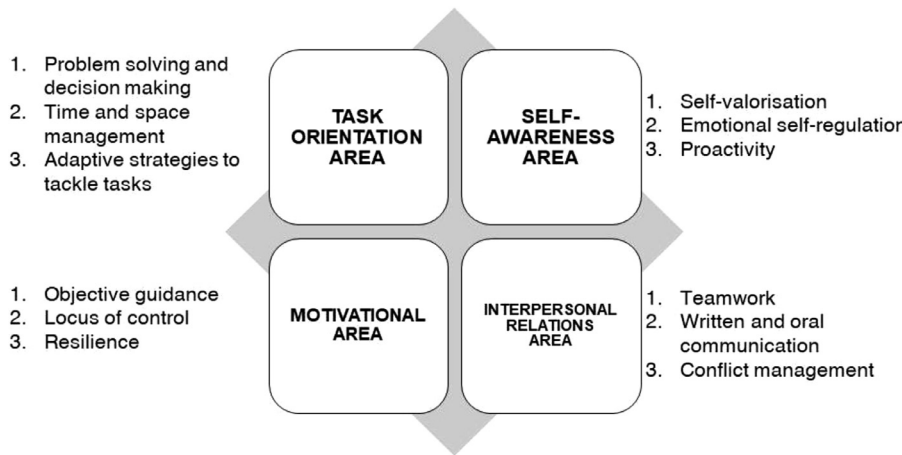 1. Problem solving and
decision making
2. Time and space
management
3. Adaptive strategies to
tackle tasks
TASK
ORIENTATION
AREA
SELF-
AWARENESS
AREA
1. Self-valorisation
2. Emotional self-regulation
3. Proactivity
1. Objective guidance
2. Locus of control
3. Resilience
MOTIVATIONAL
AREA
INTERPERSONAL
RELATIONS
AREA
1. Teamwork
2. Written and oral
communication
3. Conflict management